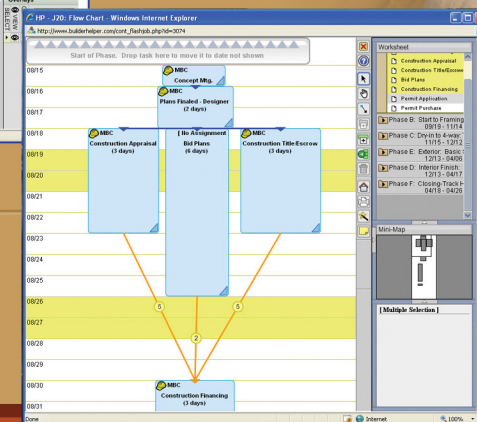 Overlays
SELECT
VIEW
HP - J20: Flow Chart - Windows Internet Explorer
http://www.builderhelper.com/cont_flashjob.php?id=3074
Start of Phase, Drop task here to move it to date not shown
08/15
MBC
Concept Mtg.
08/16
MBC
Plans Finaled - Designer
(2 days)
08/17
08/18
MBC
Construction Appraisal
(3 days)
[ No Assignment
Bid Plans
(6 days)
MBC
Construction Title/Escrow
(3 days)
08/19
08/20
08/21
08/22
08/23
08/24
08/25
08/26
5
5
08/27
2
08/28
08/29
08/30
MBC
Construction Financing
(3 days)
08/31
Worksheet
Construction Appraisal
Construction Title/Escrow
Bid Plans
Construction Financing
Permit Application
Permit Purchase
Phase B: Start to Framing
09/19 - 11/14
Phase C: Dry-in to 4-way:
11/15 - 12/12
Phase E: Exterior: Basic
12/13 - 04/06
Phase D: Interior Finish:
12/13 - 04/17
Phase F: Closing-Track H
04/18 - 04/26
Mini-Map
[ Multiple Selection ]
Done
Internet
100%